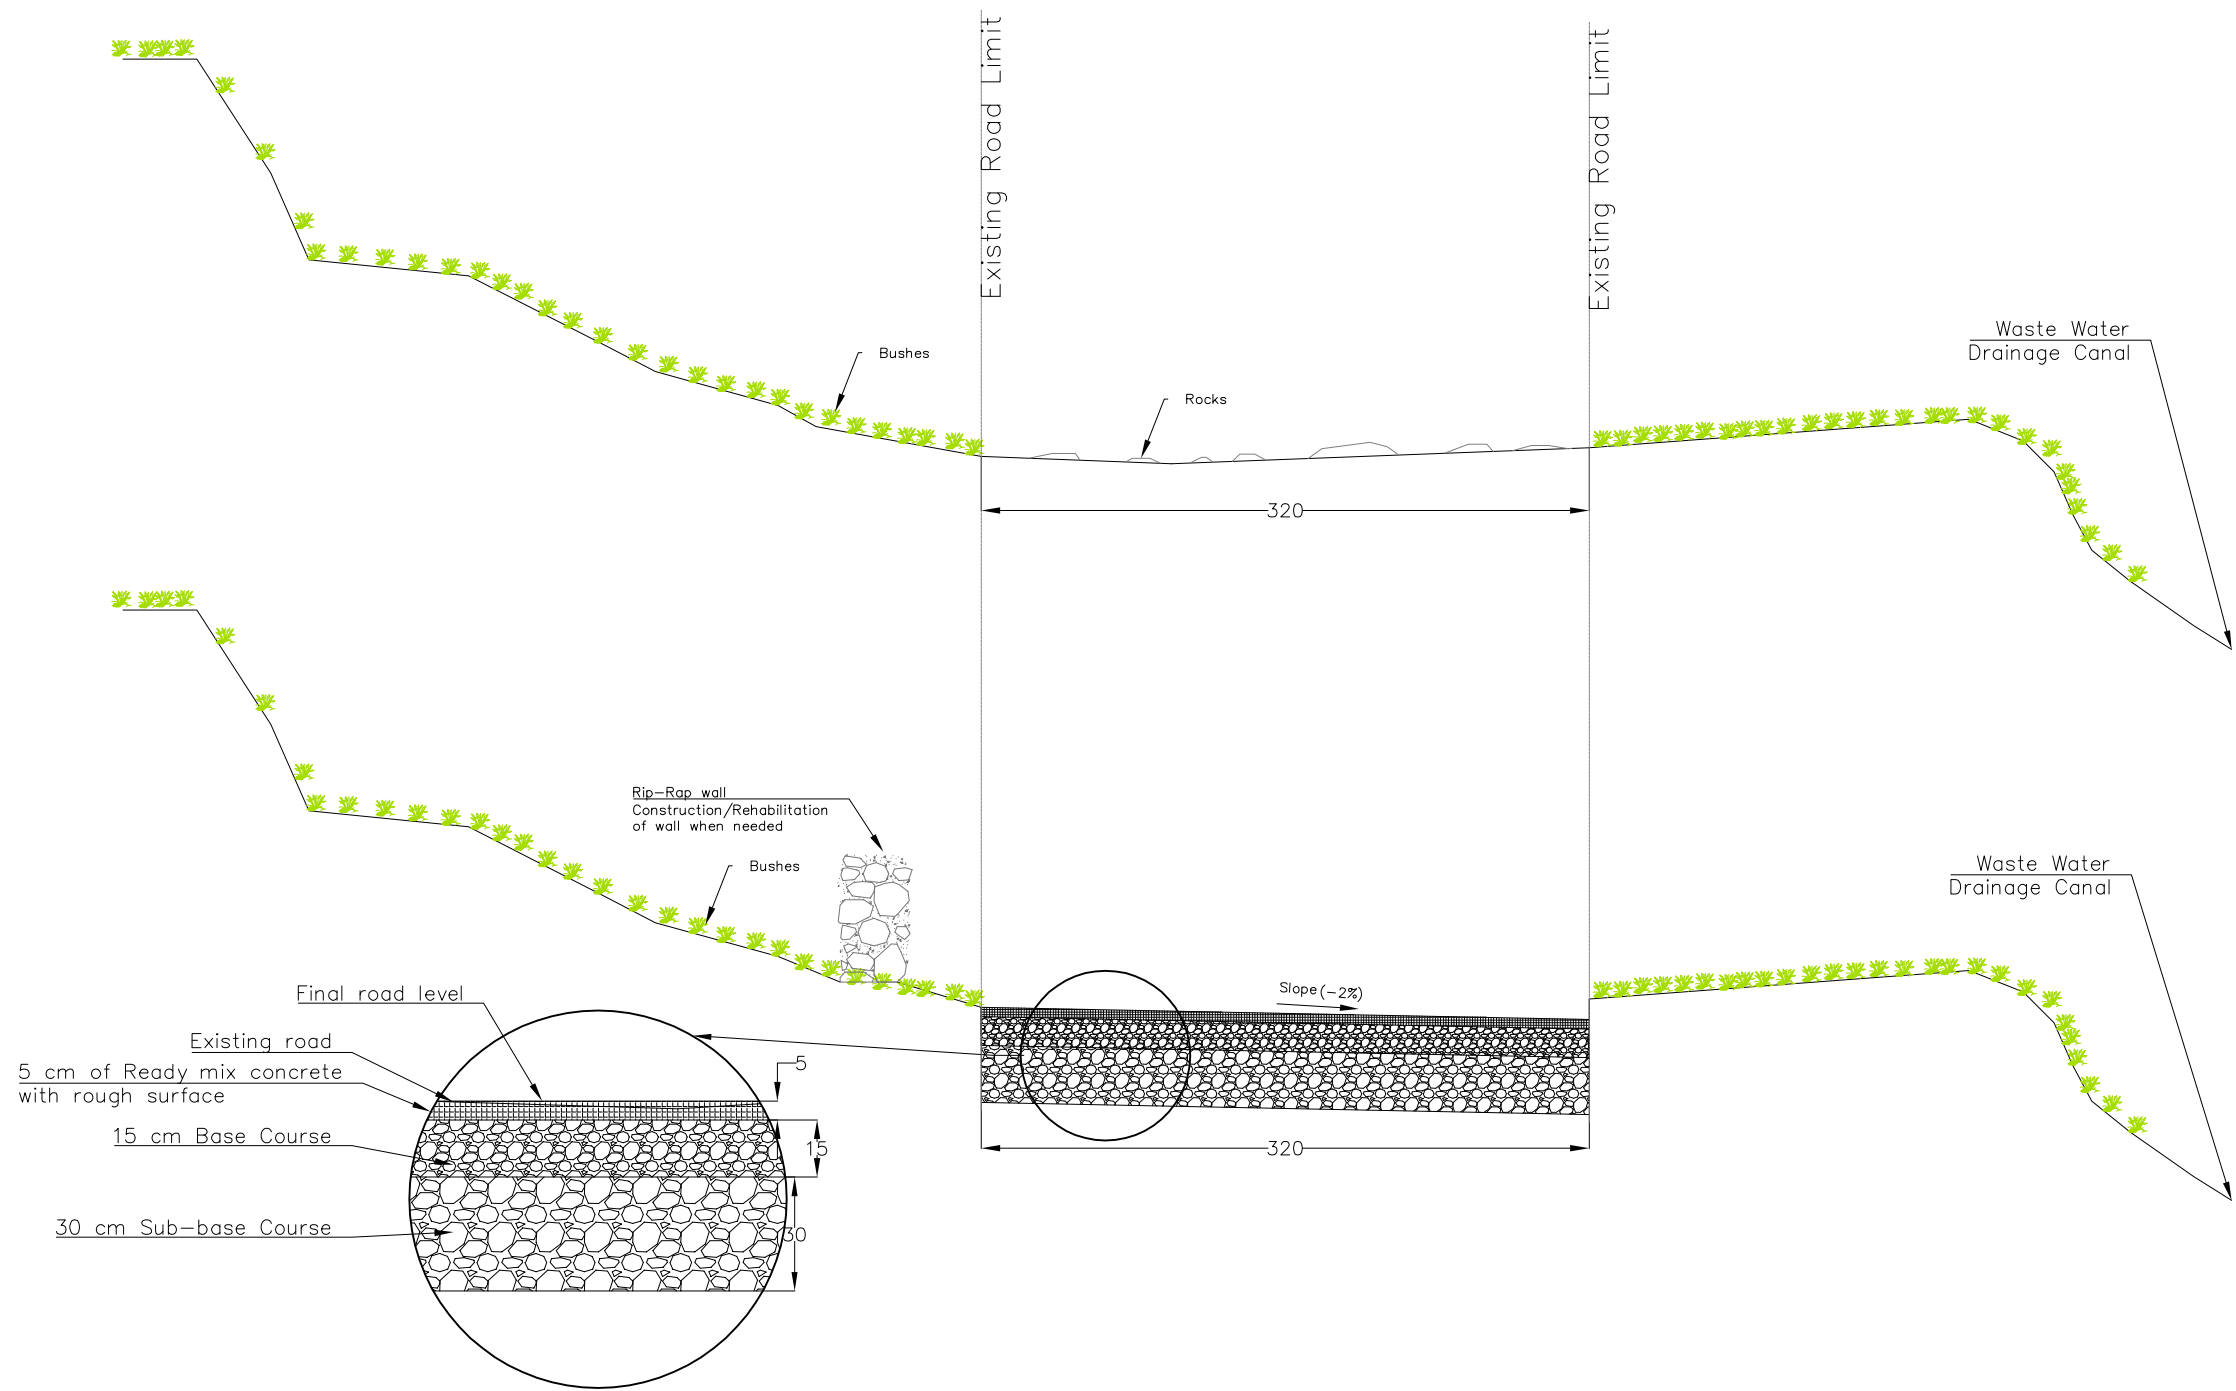 Existing Road Limit
Existing Road Limit
Waste Water
Drainage Canal
Bushes
Rocks
320
Rip-Rap wall
Construction/Rehabilitation
of wall when needed
Bushes
Waste Water
Drainage Canal
Slope(-2%)
Final road level
Existing road
5 cm of Ready mix concrete
with rough surface
15 cm Base Course
30 cm Sub-base Course
5
15
30
320